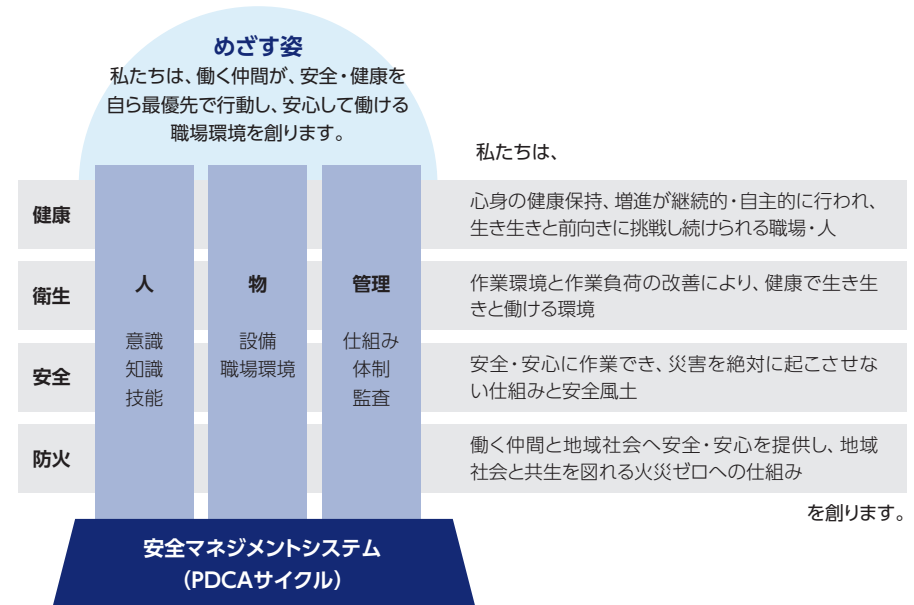 めざす姿
私たちは、働く仲間が、安全・健康を
自ら最優先で行動し、安心して働ける
職場環境を創ります。
私たちは、
健康
心身の健康保持、増進が継続的・自主的に行われ、
生き生きと前向きに挑戦し続けられる職場・人
衛生
作業環境と作業負荷の改善により、健康で生き生
きと働ける環境
安全
安全・安心に作業でき、災害を絶対に起こさせな
い仕組みと安全風土
防火
働く仲間と地域社会へ安全・安心を提供し、地域
社会と共生を図れる火災ゼロへの仕組み
を創ります。
人
意識
知識
技能
物
設備
職場環境
管理
仕組み
体制
監査
安全マネジメントシステム
(PDCAサイクル)